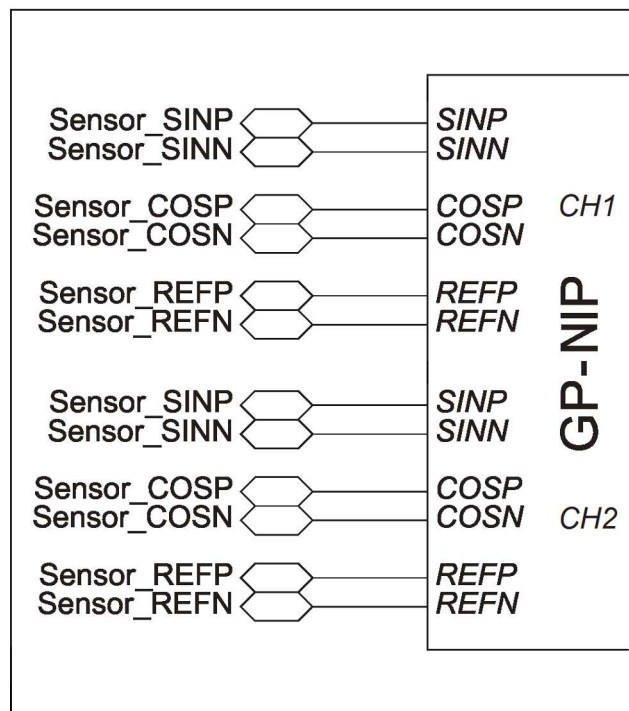 Sensor_SINP SINP
Sensor_SINN SINN
Sensor_COSP COSP CH1
Sensor_COSN COSN
Sensor_REFP REFP
Sensor_REFN REFN
GP-NIP
Sensor_SINP SINP
Sensor_SINN SINN
Sensor_COSP COSP
Sensor_COSN COSN CH2
Sensor_REFP REFP
Sensor_REFN REFN